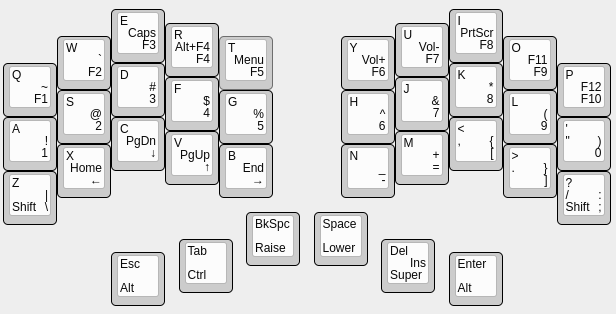 Q
~
F1
W
`
F2
E
Caps
F3
R
Alt+F4
F4
T
Menu
F5
Y
Vol+
F6
U
Vol-
F7
I
PrtScr
F8
O
F11
F9
P
F12
F10
A
!
1
S
@
2
D
#
3
F
$
4
G
%
5
H
^
6
J
&
7
K
*
8
L
(
9
'
" )
0
Z
|
Shift \
X
Home
←
C
PgDn
↓
V
PgUp
↑
B
End
→
N
_
-
M
+
=
<
, {
[
>
. }
]
?
/ :
Shift ;
Esc
Alt
Tab
Ctrl
BkSpc
Raise
Space
Lower
Del
Ins
Super
Enter
Alt